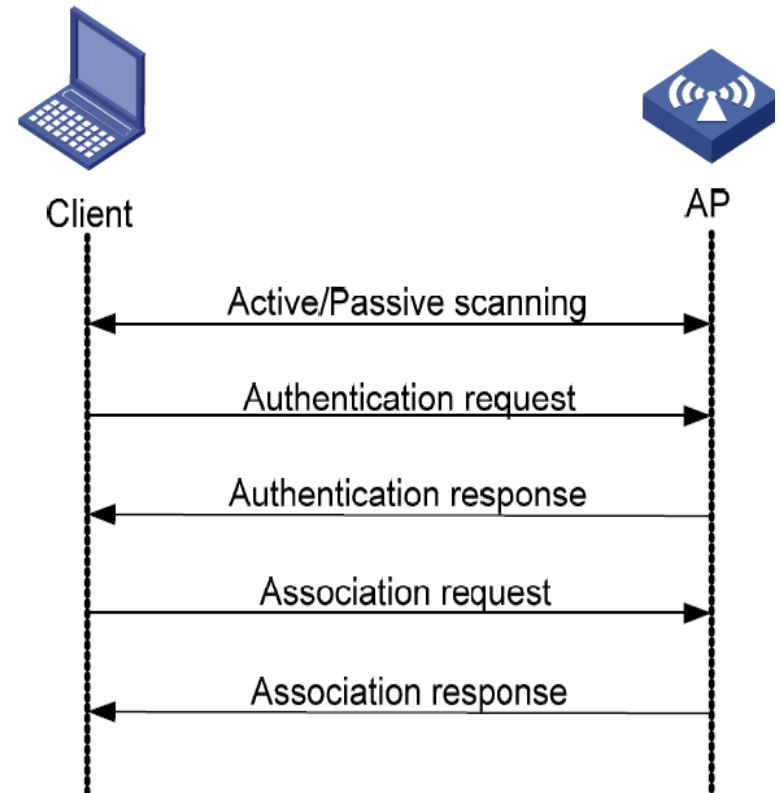 Client
AP
Active/Passive scanning
Authentication request
Authentication response
Association request
Association response